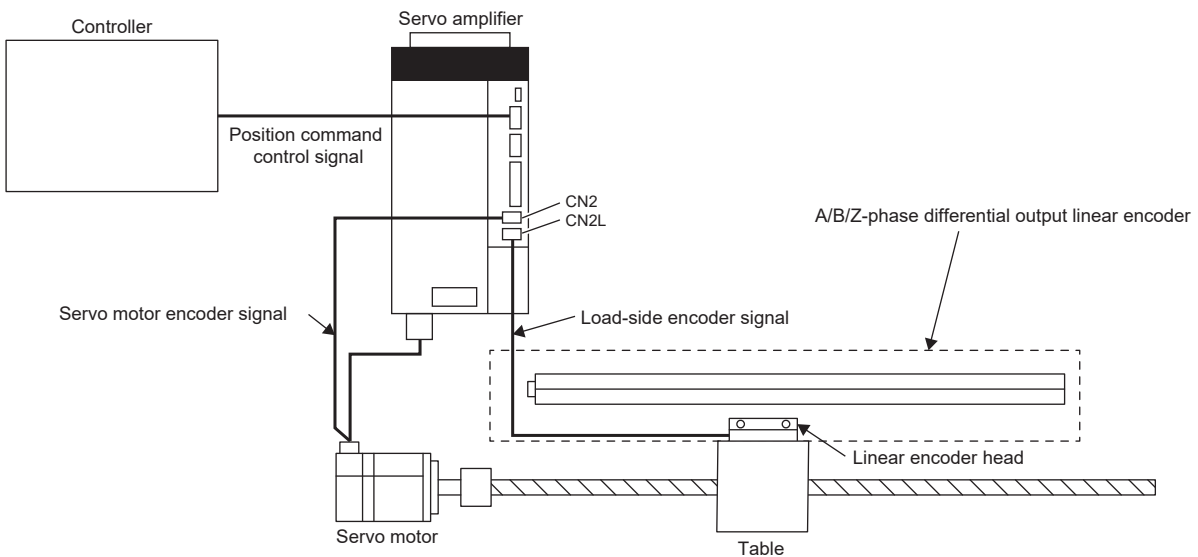 Controller
Servo amplifier
Position command
control signal
CN2
CN2L
A/B/Z-phase differential output linear encoder
Servo motor encoder signal
Load-side encoder signal
Linear encoder head
Servo motor
Table